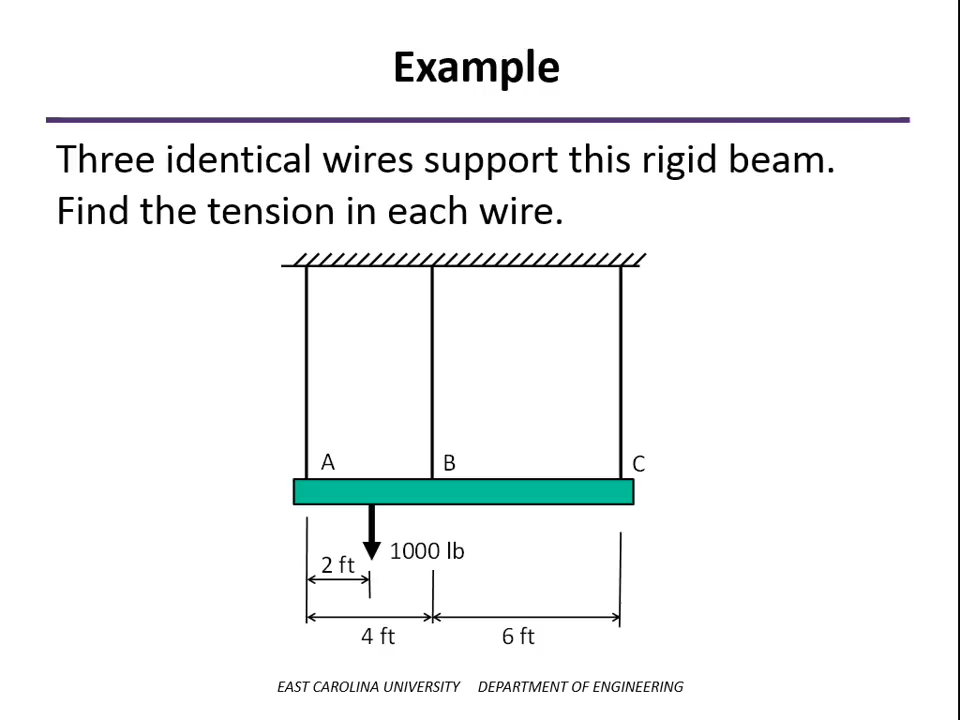 Example
Three identical wires support this rigid beam.
Find the tension in each wire.
A
B
C
1000 lb
2 ft
4 ft
6 ft
EAST CAROLINA UNIVERSITY DEPARTMENT OF ENGINEERING